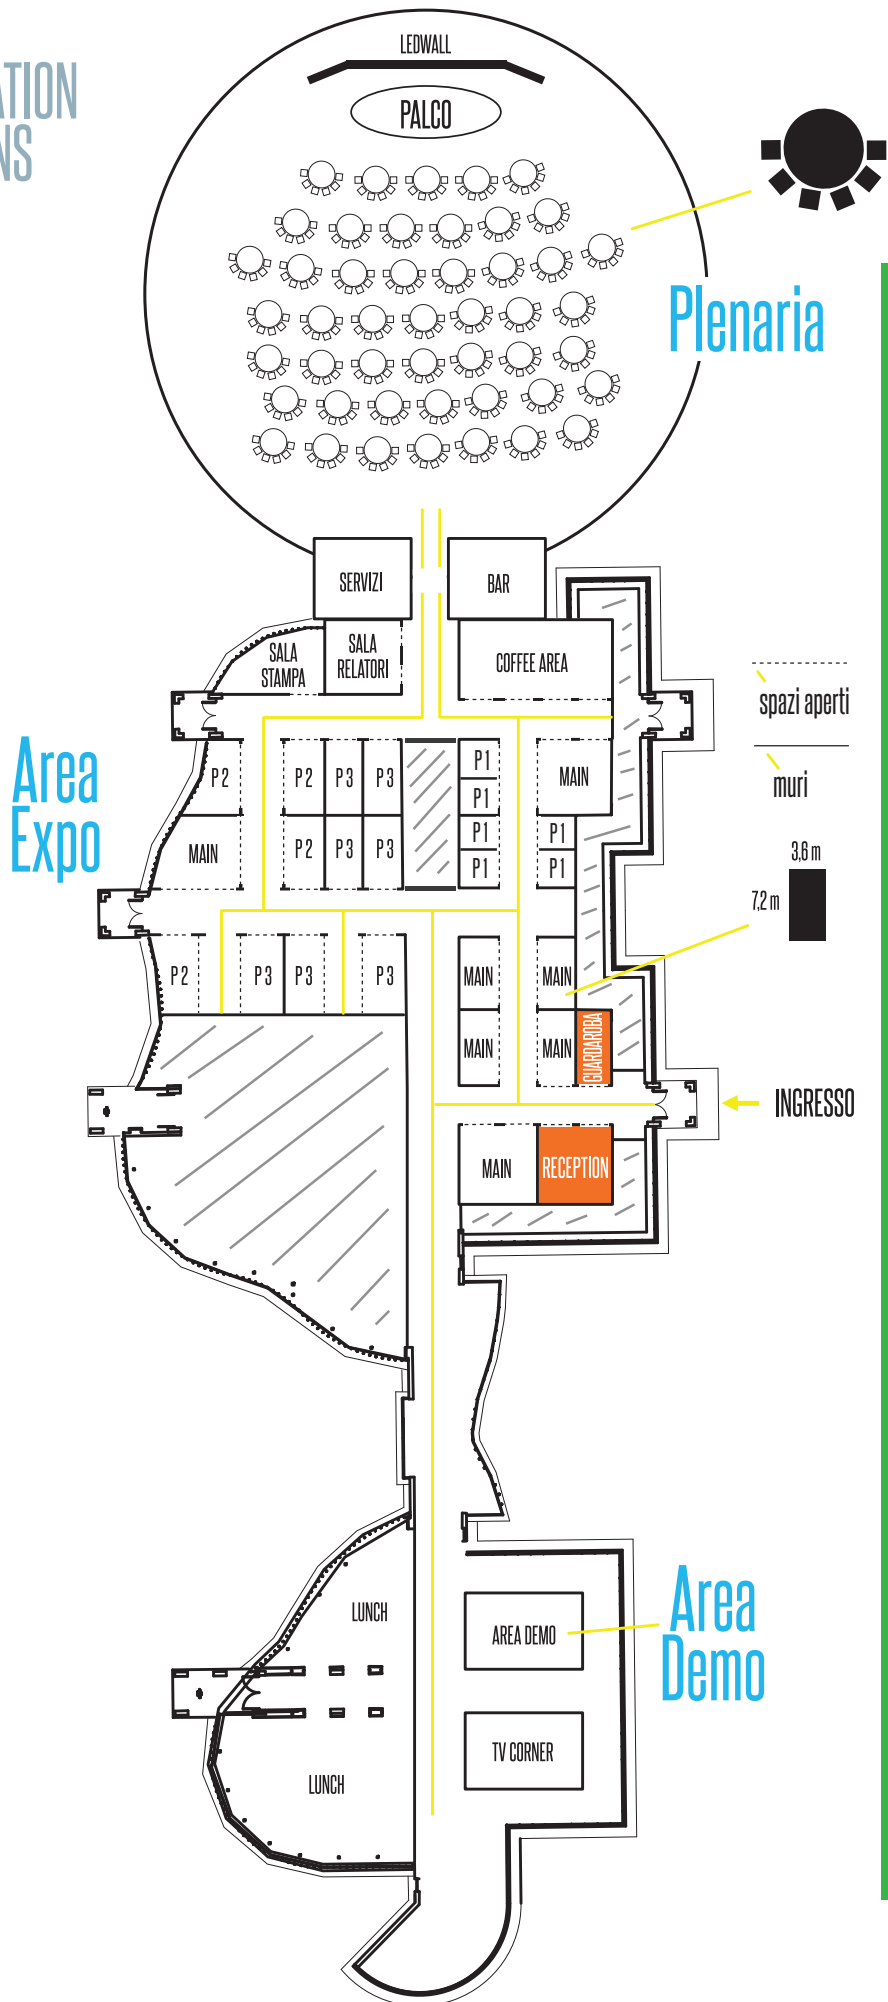 ATION
NS
LEDWALL
PALCO
Plenaria
SERVIZI
BAR
SALA
STAMPA
SALA
RELATORI
COFFEE AREA
spazi aperti
muri
Area
Expo
P2
P2
P3
P3
P1
P1
MAIN
MAIN
P2
P3
P3
P1
P1
P1
P1
3,6 m
7,2 m
P2
P3
P3
P3
MAIN
MAIN
MAIN
MAIN
GUARDAROBA
INGRESSO
MAIN
RECEPTION
LUNCH
AREA DEMO
Area
Demo
TV CORNER
LUNCH